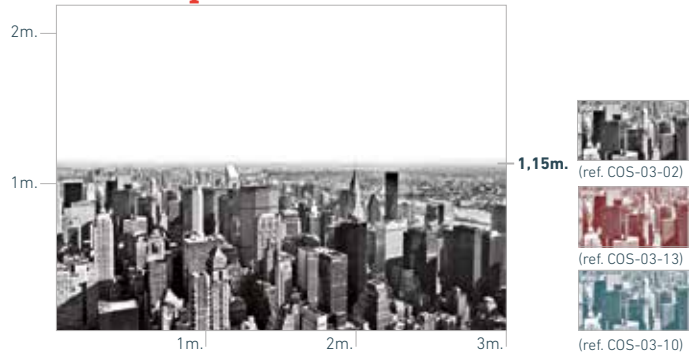 2m.
1,15m.
1m.
1m. 2m. 3m.
(ref. COS-03-02)
(ref. COS-03-13)
(ref. COS-03-10)